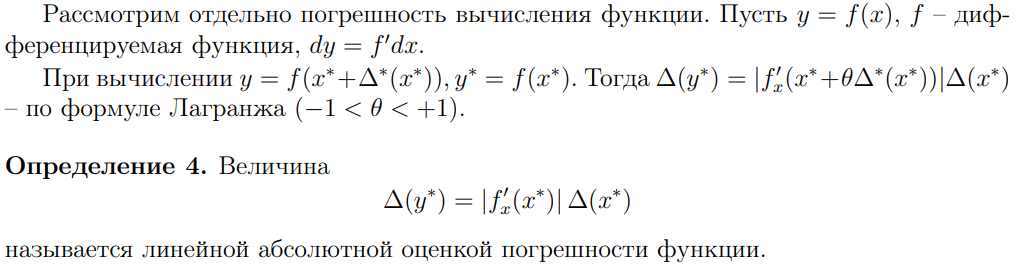 Рассмотрим отдельно погрешность вычисления функции. Пусть y = f(x), f – диф-
ференцируемая функция, dy = f′dx.
При вычислении y = f(x*+Δ*(x*)), y* = f(x*). Тогда Δ(y*) = |f′ₓ(x*+θΔ*(x*))|Δ(x*)
– по формуле Лагранжа (−1 < θ < +1).
Определение 4. Величина
Δ(y*) = |f′ₓ(x*)| Δ(x*)
называется линейной абсолютной оценкой погрешности функции.